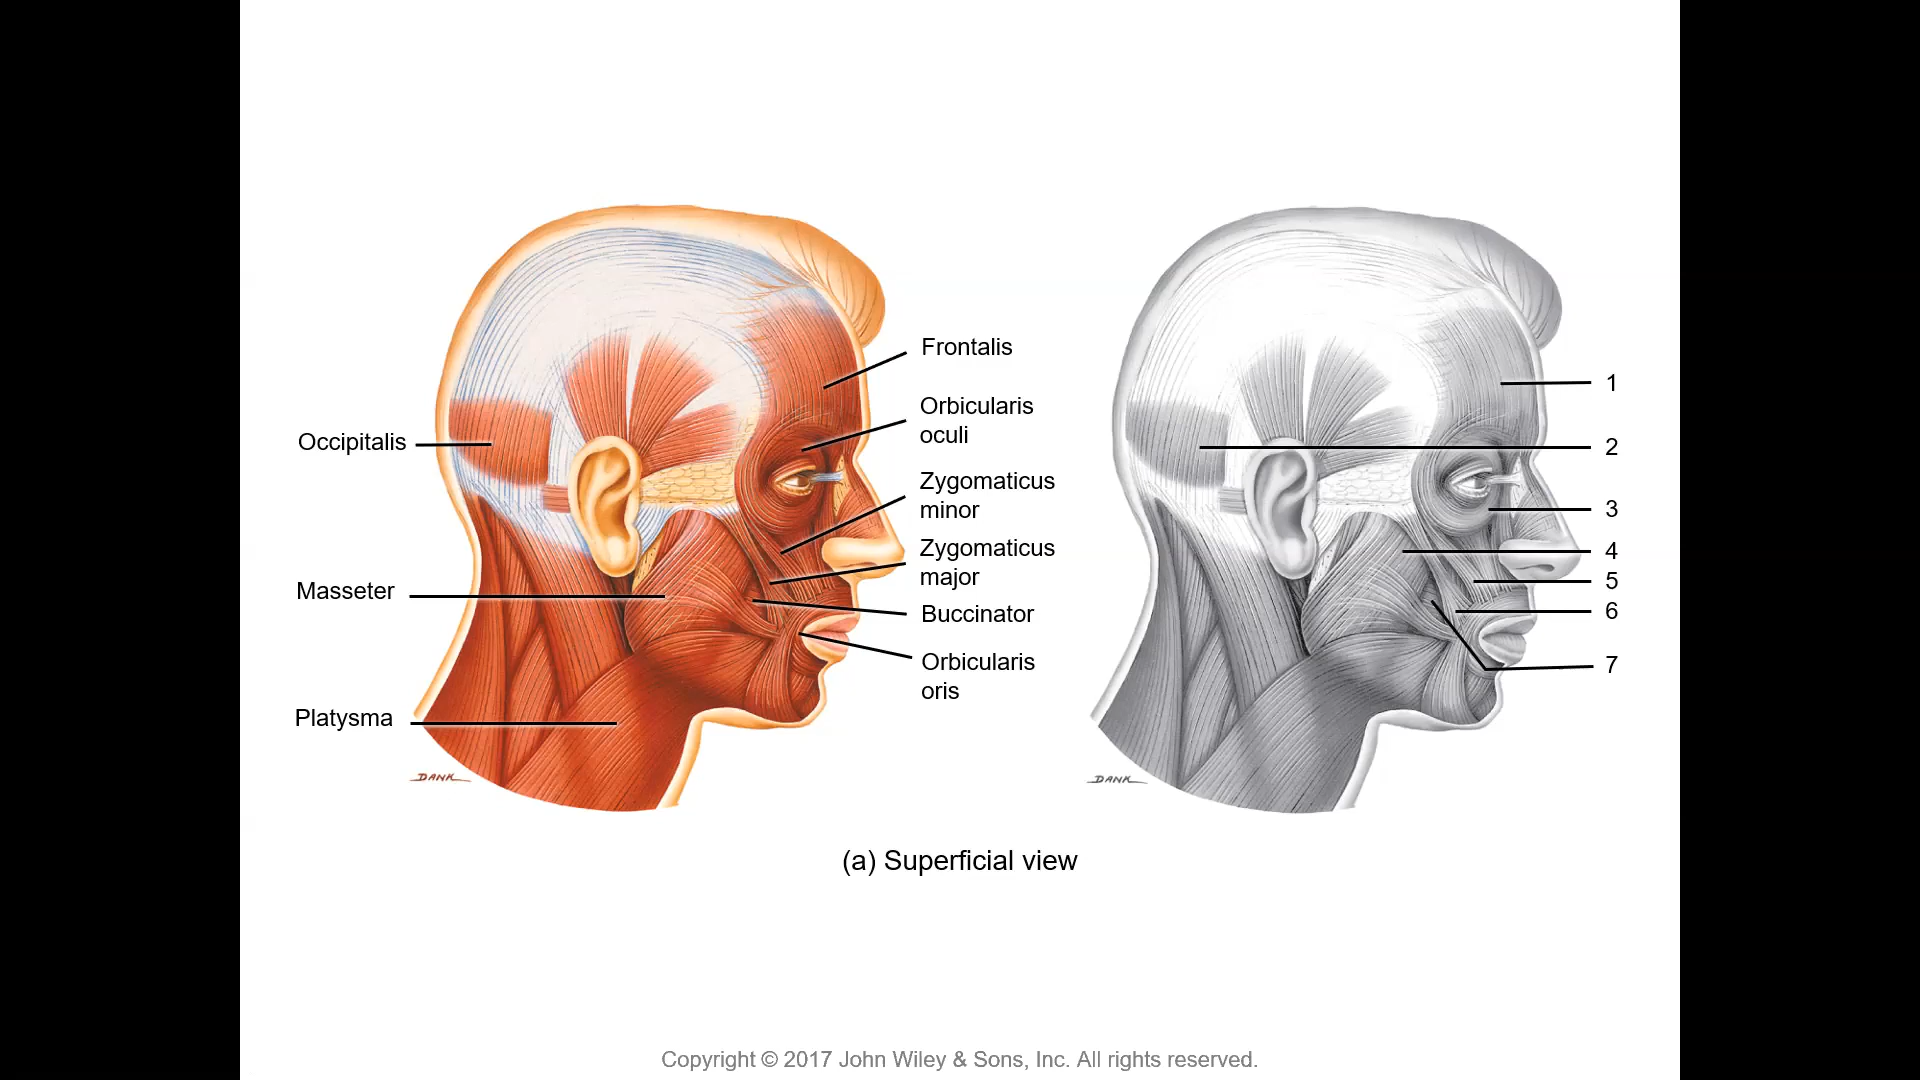 Frontalis
Orbicularis
oculi
Occipitalis
Zygomaticus
minor
Zygomaticus
major
Masseter
Buccinator
Orbicularis
oris
Platysma
DANK
1
2
3
4
5
6
7
DANK
(a) Superficial view
Copyright © 2017 John Wiley & Sons, Inc. All rights reserved.